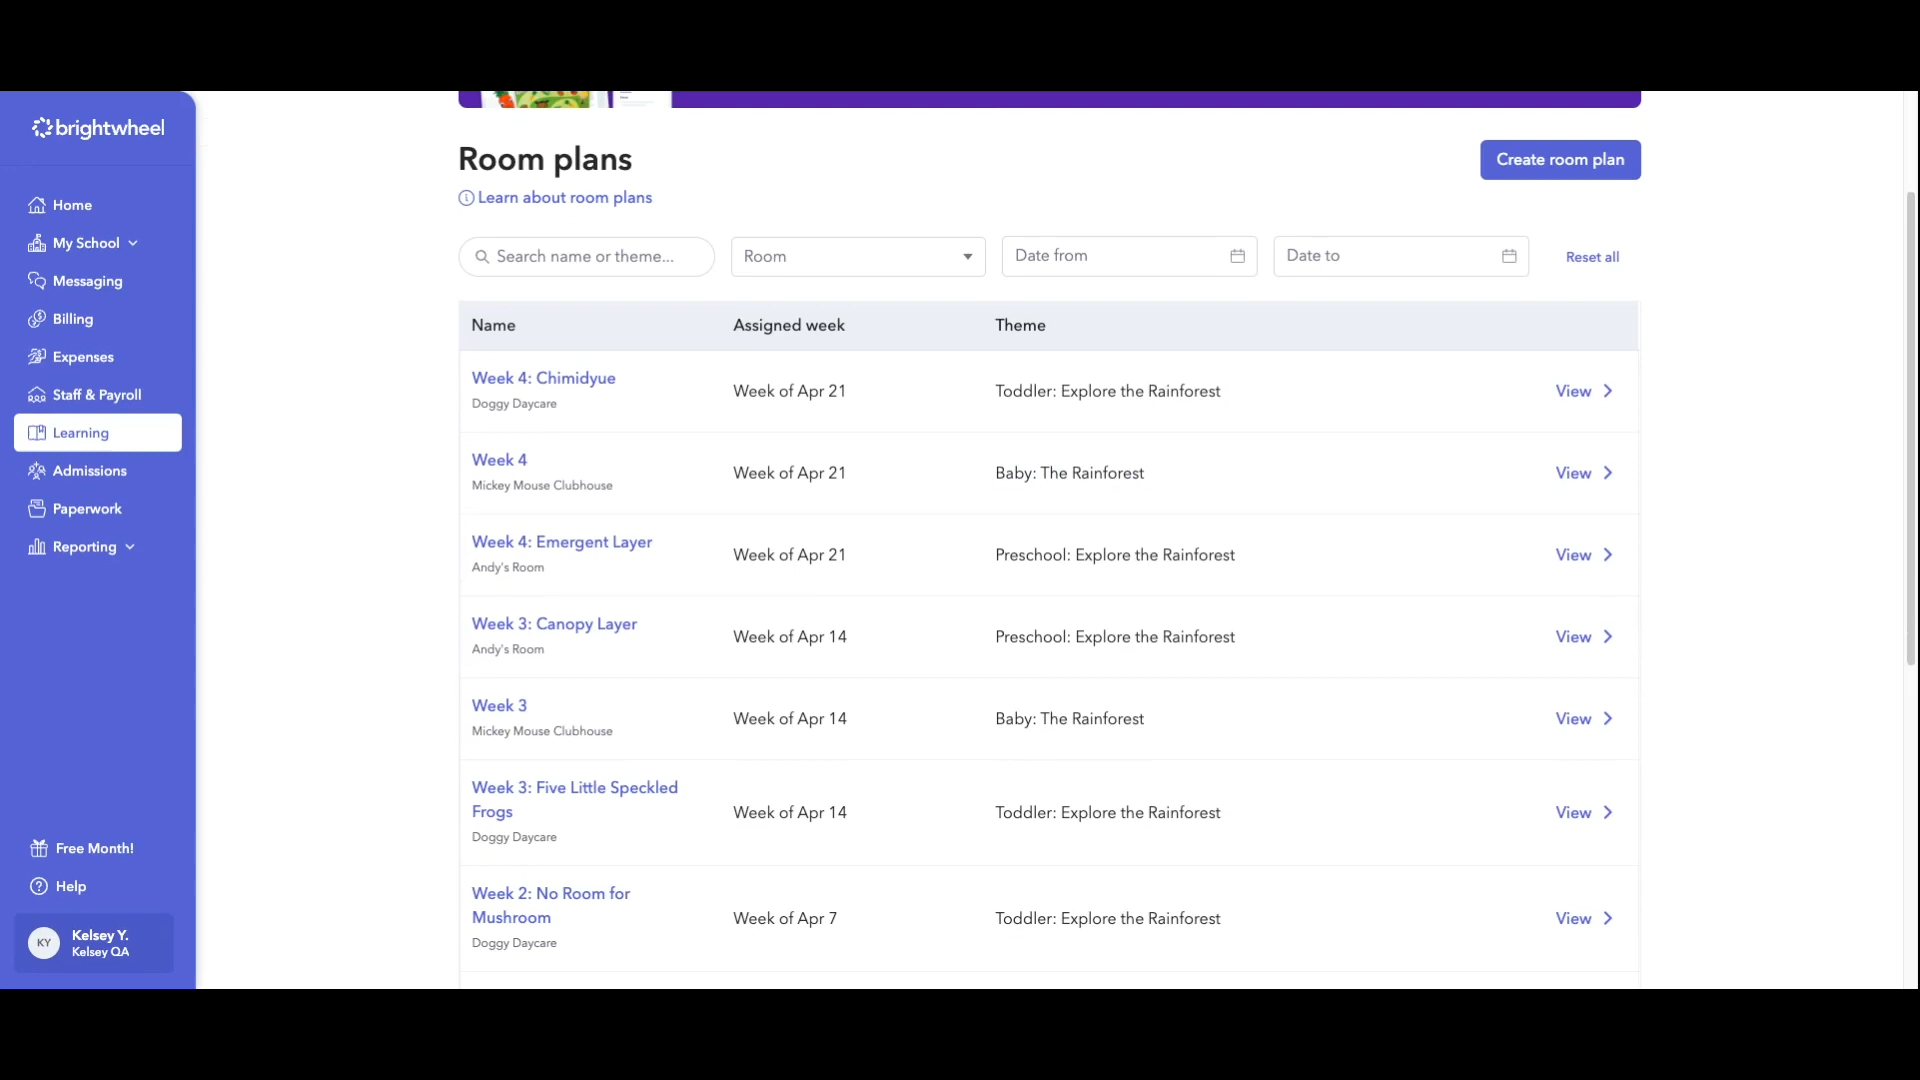 brightwheel
Home
My School
Messaging
Billing
Expenses
Staff & Payroll
Learning
Admissions
Paperwork
Reporting
Free Month!
Help
KY
Kelsey Y.
Kelsey QA
Room plans
Create room plan
Learn about room plans
Search name or theme...
Room
Date from
Date to
Reset all
Name Assigned week Theme
Week 4: Chimidyue
Doggy Daycare
Week of Apr 21
Toddler: Explore the Rainforest
View
Week 4
Mickey Mouse Clubhouse
Week of Apr 21
Baby: The Rainforest
View
Week 4: Emergent Layer
Andy's Room
Week of Apr 21
Preschool: Explore the Rainforest
View
Week 3: Canopy Layer
Andy's Room
Week of Apr 14
Preschool: Explore the Rainforest
View
Week 3
Mickey Mouse Clubhouse
Week of Apr 14
Baby: The Rainforest
View
Week 3: Five Little Speckled
Frogs
Doggy Daycare
Week of Apr 14
Toddler: Explore the Rainforest
View
Week 2: No Room for
Mushroom
Doggy Daycare
Week of Apr 7
Toddler: Explore the Rainforest
View